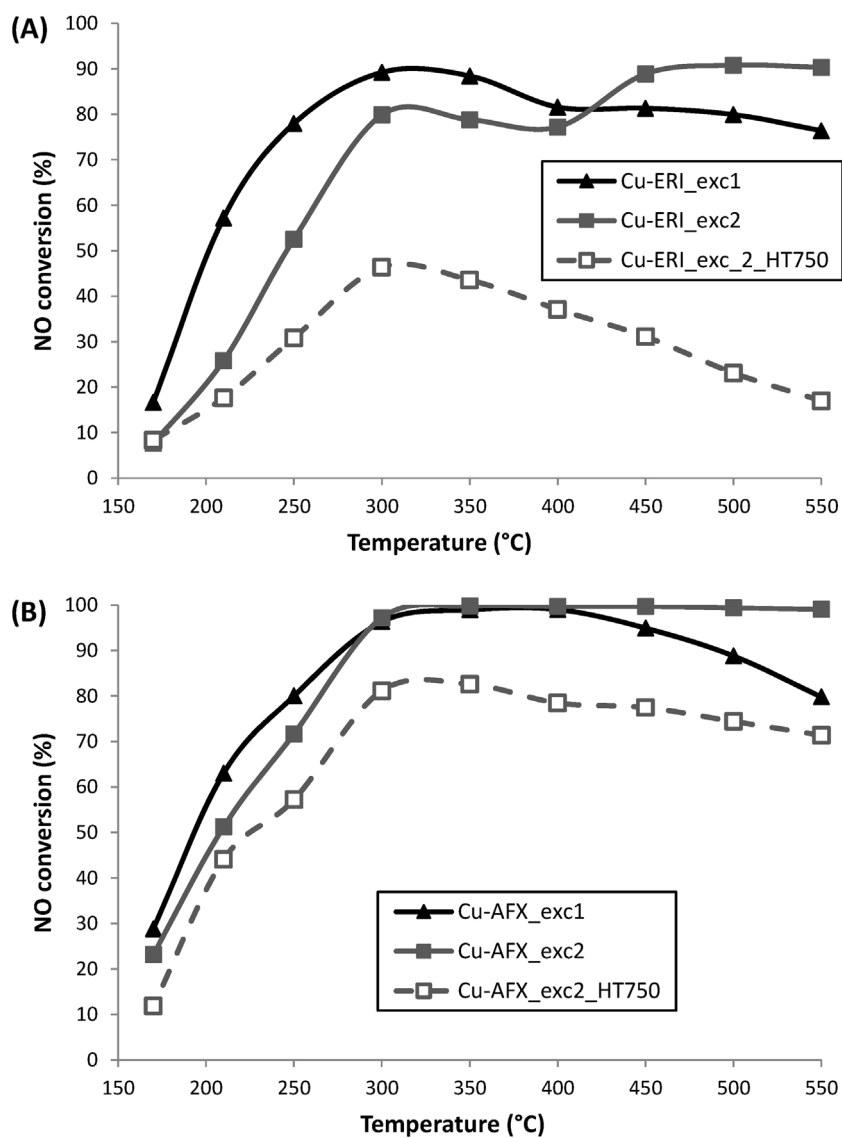 (A)
100
90
80
70
60
50
40
30
20
10
0
NO conversion (%)
Cu-ERI_exc1
Cu-ERI_exc2
Cu-ERI_exc_2_HT750
150 200 250 300 350 400 450 500 550
Temperature (°C)
(B)
100
90
80
70
60
50
40
30
20
10
0
NO conversion (%)
Cu-AFX_exc1
Cu-AFX_exc2
Cu-AFX_exc2_HT750
150 200 250 300 350 400 450 500 550
Temperature (°C)